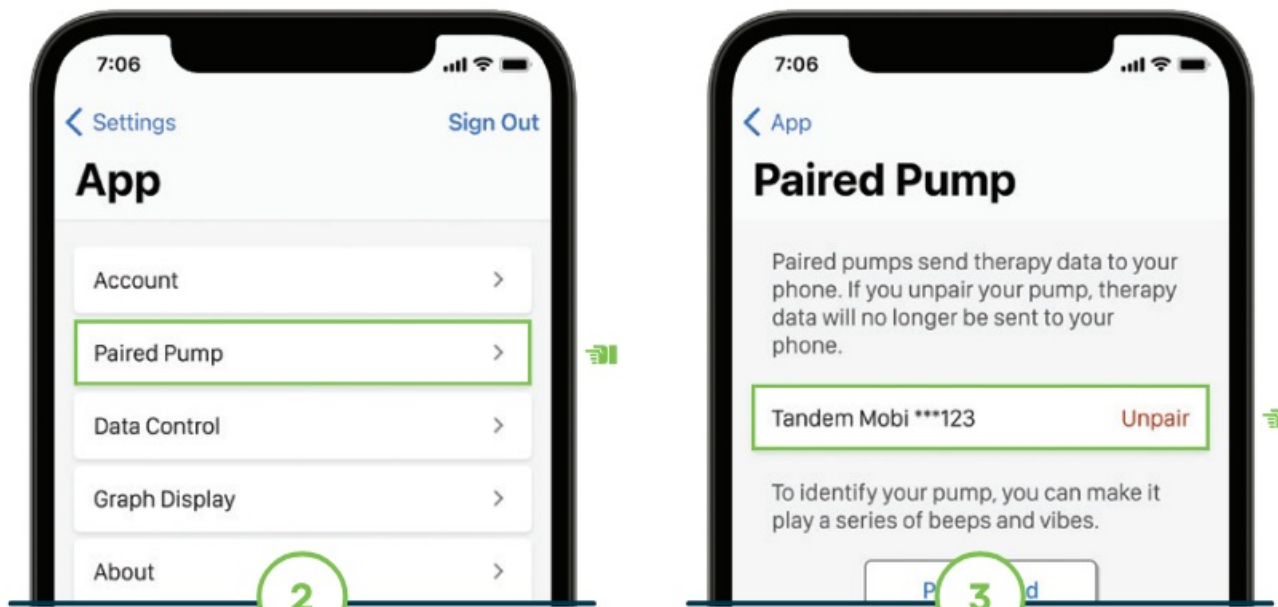 7:06
Settings
Sign Out
App
Account
Paired Pump
Data Control
Graph Display
About
2
7:06
App
Paired Pump
Paired pumps send therapy data to your
phone. If you unpair your pump, therapy
data will no longer be sent to your
phone.
Tandem Mobi ***123
Unpair
To identify your pump, you can make it
play a series of beeps and vibes.
3